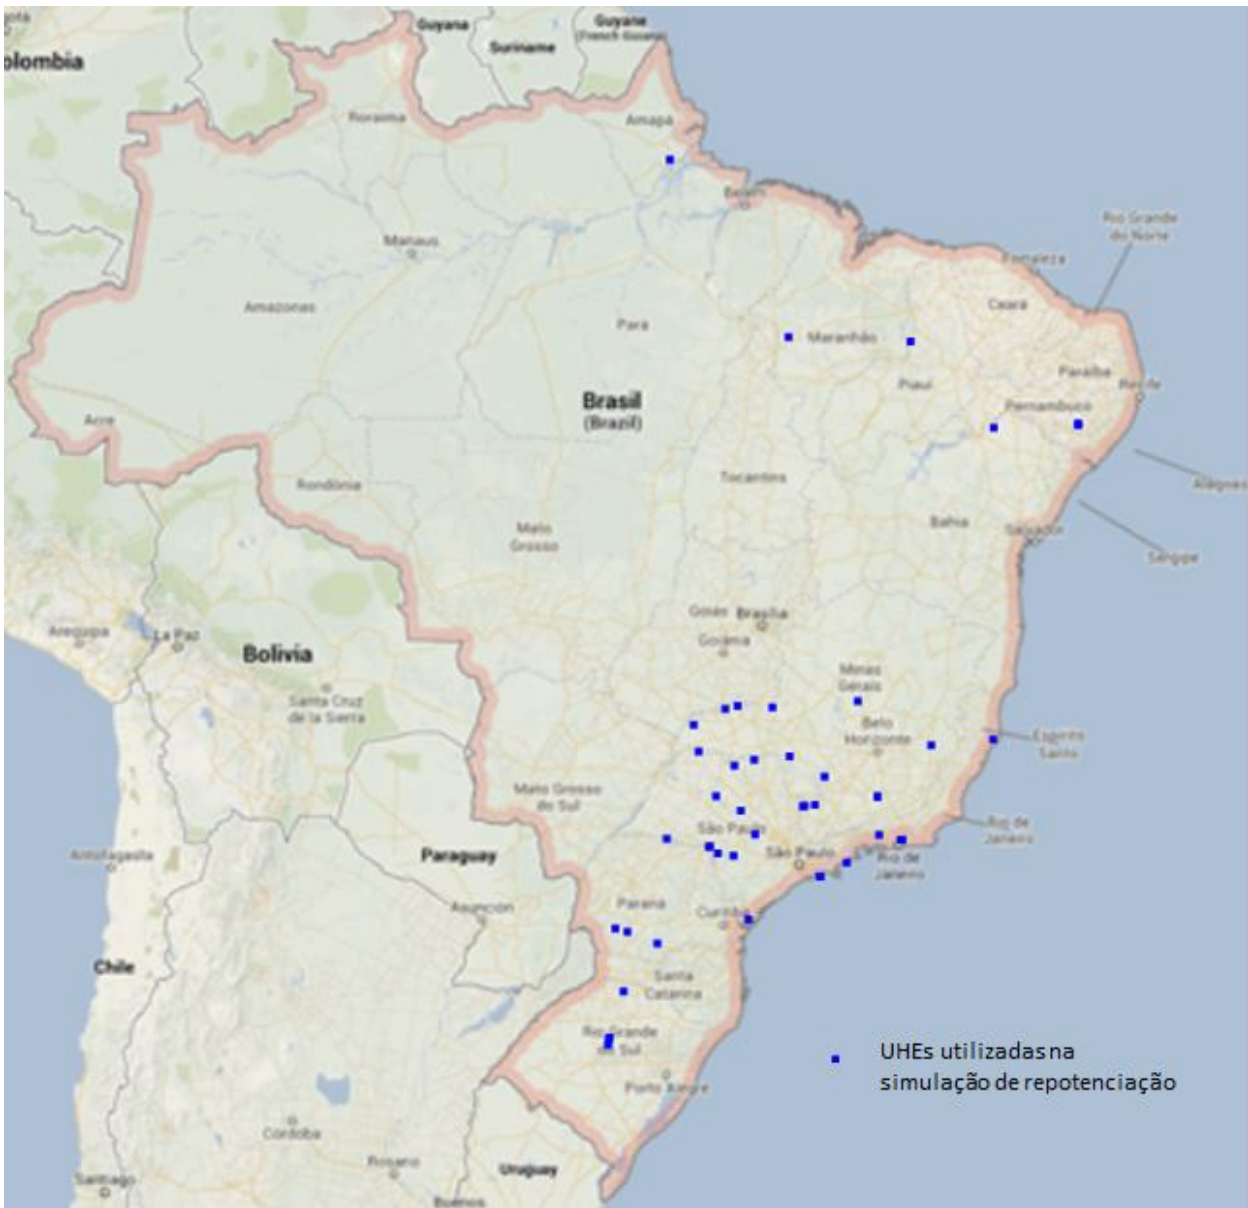 Guyana
Guyane
(French Guiana)
Suriname
olombia
Roraima
Amapá
Belém
Rio Grande
do Norte
Manaus
Fortaleza
Amazonas
Ceará
Pará
Maranhão
Piauí
Paraíba
Recife
Brasil
(Brazil)
Pernambuco
Acre
Tocantins
Alagoas
Rondônia
Mato
Grosso
Bahia
Salvador
Sergipe
Goiás
Brasília
Goiânia
Arequipa
La Paz
Bolivia
Minas
Gerais
Santa Cruz
de la Sierra
Belo
Horizonte
Espírito
Santo
Mato Grosso
do Sul
São Paulo
Rio de
Janeiro
Antofagasta
Paraguay
São Paulo
Rio de
Janeiro
Paraná
Asunción
Curitiba
Chile
Santa
Catarina
Rio Grande
do Sul
UHEs utilizadas na
simulação de repotenciação
Porto Alegre
Córdoba
Rosario
Uruguay
Santiago
Buenos